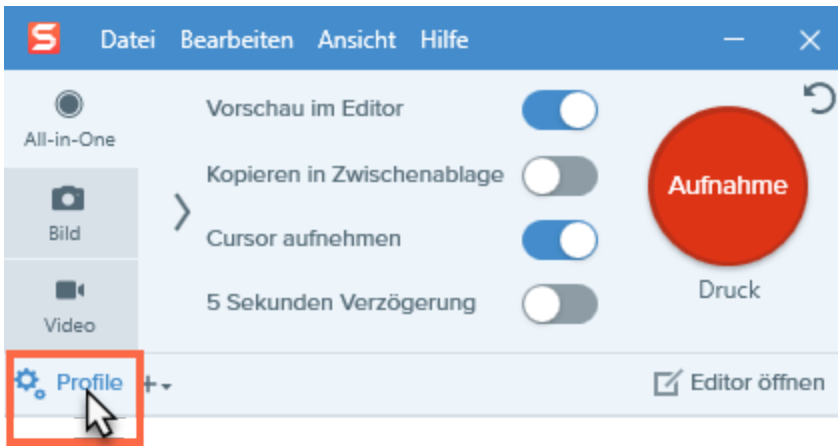 S Datei Bearbeiten Ansicht Hilfe
All-in-One
Bild
Video
Vorschau im Editor
Kopieren in Zwischenablage
Cursor aufnehmen
5 Sekunden Verzögerung
Aufnahme
Druck
Profile
Editor öffnen